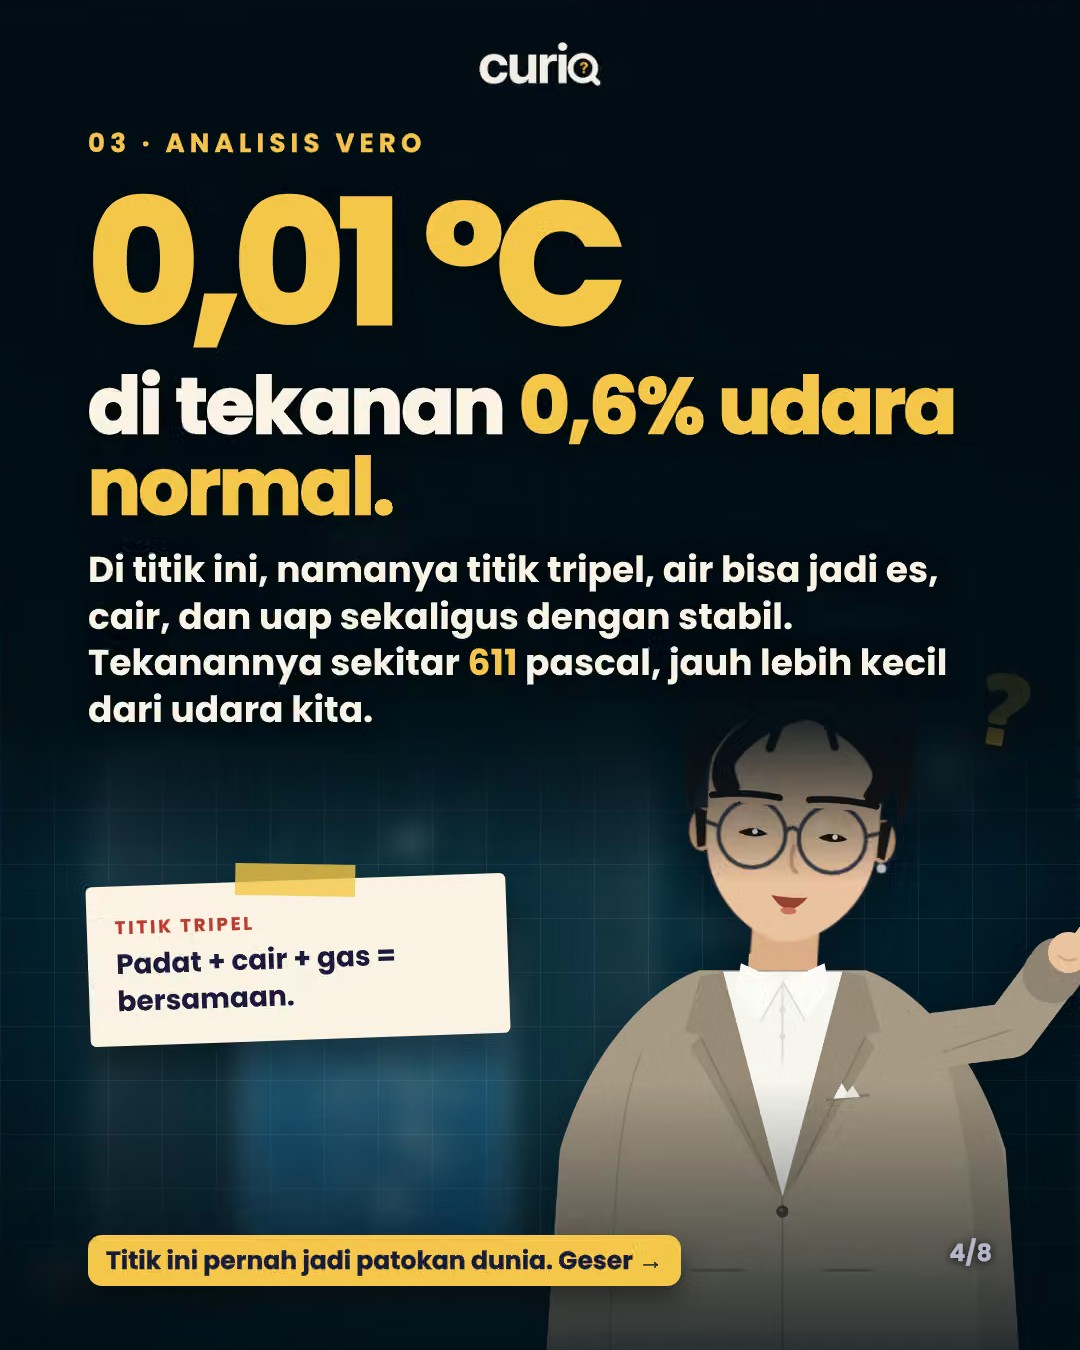 curiQ
03 · ANALISIS VERO
0,01 °C
di tekanan 0,6% udara
normal.
Di titik ini, namanya titik tripel, air bisa jadi es,
cair, dan uap sekaligus dengan stabil.
Tekanannya sekitar 611 pascal, jauh lebih kecil
dari udara kita.
?
TITIK TRIPEL
Padat + cair + gas =
bersamaan.
Titik ini pernah jadi patokan dunia. Geser →
4/8